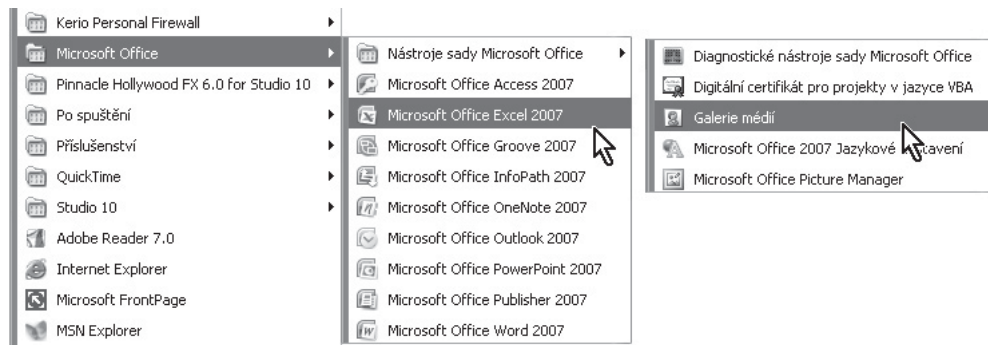 Kerio Personal Firewall
Microsoft Office
Pinnacle Hollywood FX 6.0 for Studio 10
Po spuštění
Příslušenství
QuickTime
Studio 10
Adobe Reader 7.0
Internet Explorer
Microsoft FrontPage
MSN Explorer
Nástroje sady Microsoft Office
Microsoft Office Access 2007
Microsoft Office Excel 2007
Microsoft Office Groove 2007
Microsoft Office InfoPath 2007
Microsoft Office OneNote 2007
Microsoft Office Outlook 2007
Microsoft Office PowerPoint 2007
Microsoft Office Publisher 2007
Microsoft Office Word 2007
Diagnostické nástroje sady Microsoft Office
Digitální certifikát pro projekty v jazyce VBA
Galerie médií
Microsoft Office 2007 Jazykové nastavení
Microsoft Office Picture Manager